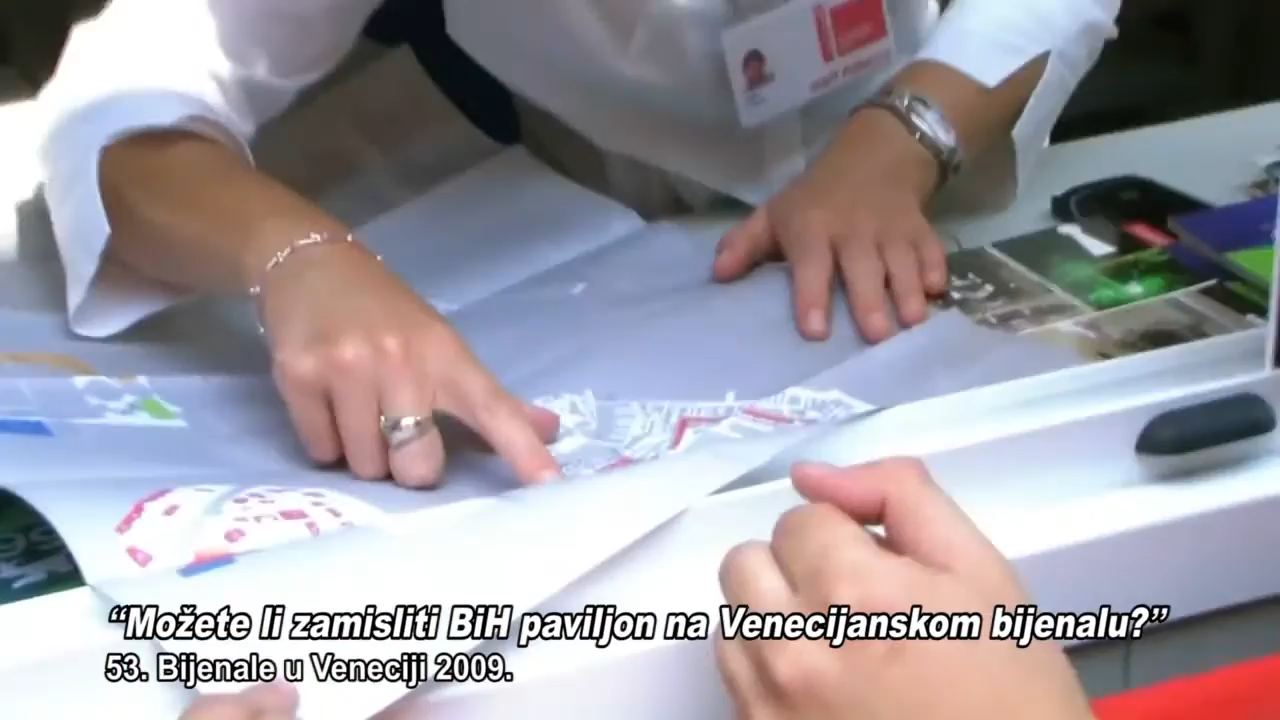 “Možete li zamisliti BiH paviljon na Venecijanskom bijenalu?”
53. Bijenale u Veneciji 2009.